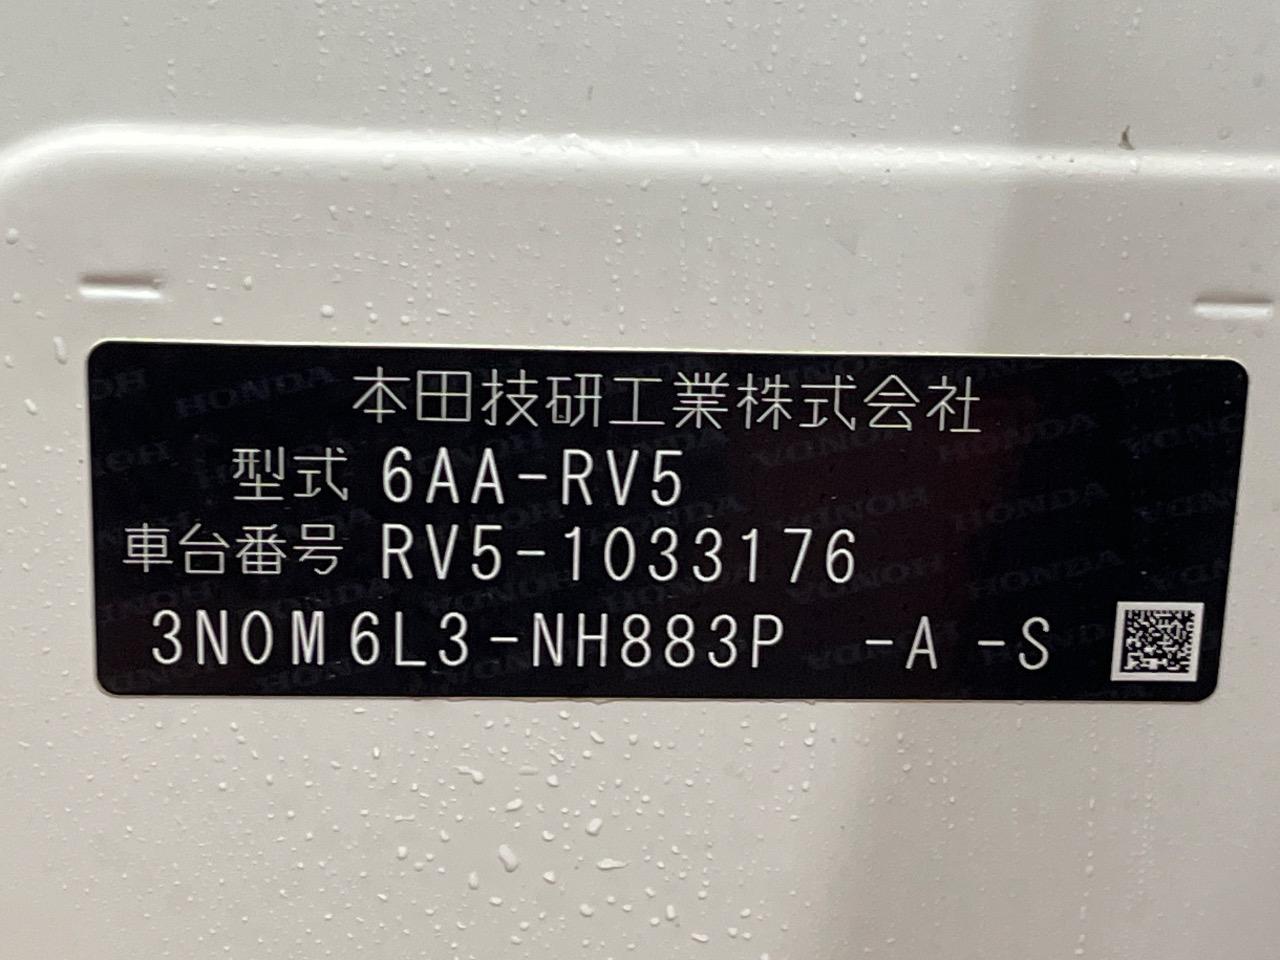 本田技研工業株式会社
型式 6AA-RV5
車台番号 RV5-1033176
3N0M6L3-NH883P -A -S